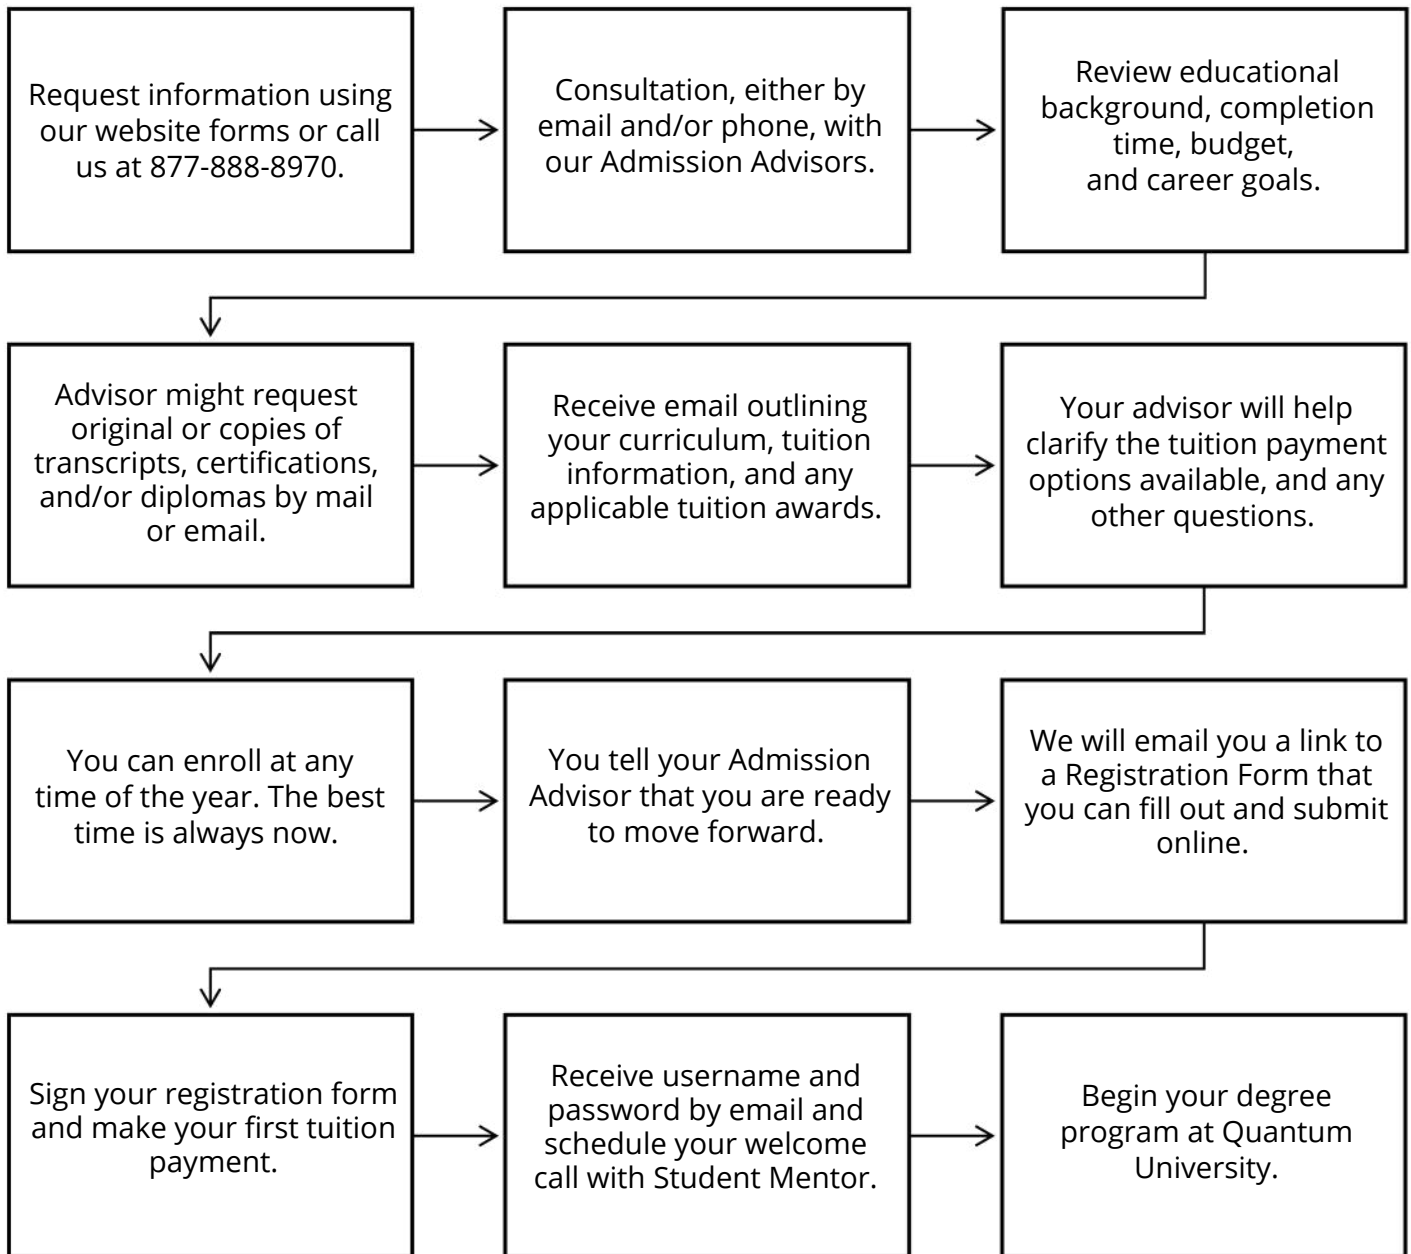 Request information using
our website forms or call
us at 877-888-8970.
Consultation, either by
email and/or phone, with
our Admission Advisors.
Review educational
background, completion
time, budget,
and career goals.
Advisor might request
original or copies of
transcripts, certifications,
and/or diplomas by mail
or email.
Receive email outlining
your curriculum, tuition
information, and any
applicable tuition awards.
Your advisor will help
clarify the tuition payment
options available, and any
other questions.
You can enroll at any
time of the year. The best
time is always now.
You tell your Admission
Advisor that you are ready
to move forward.
We will email you a link to
a Registration Form that
you can fill out and submit
online.
Sign your registration form
and make your first tuition
payment.
Receive username and
password by email and
schedule your welcome
call with Student Mentor.
Begin your degree
program at Quantum
University.